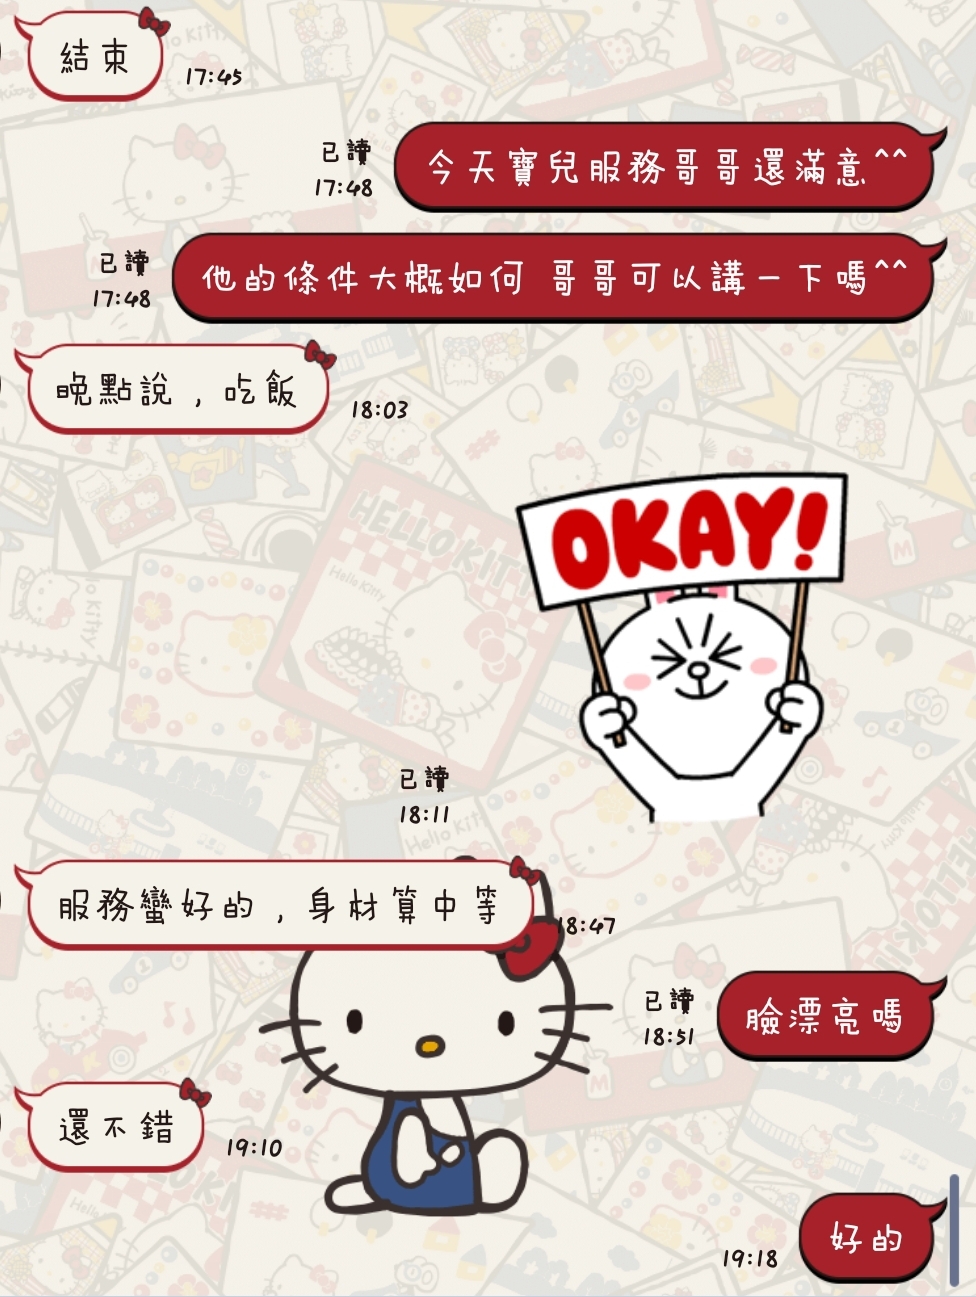 結束
17:45
今天寶兒服務哥哥還滿意^^
已讀
17:48
他的條件大概如何 哥哥可以講一下嗎^^
已讀
17:48
晚點說，吃飯
18:03
OKAY!
已讀
18:11
服務蠻好的，身材算中等
18:47
臉漂亮嗎
已讀
18:51
還不錯
19:10
好的
19:18
HELLO KITTY
Hello Kitty